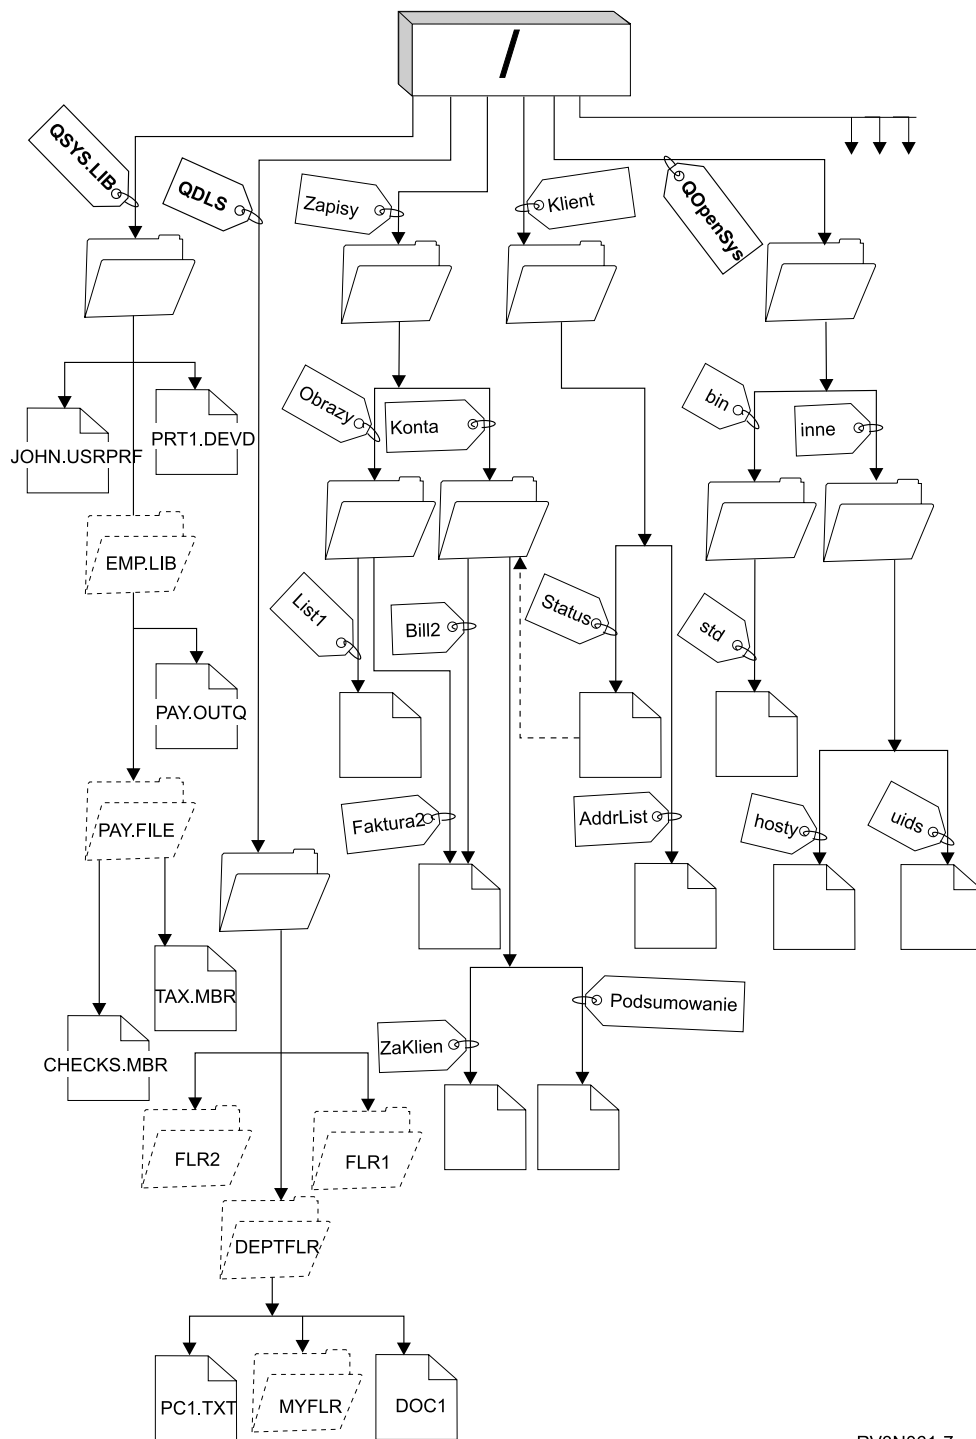 /
QSYS.LIB
QDLS
Zapisy
Klient
QOpenSys
JOHN.USRPRF
PRT1.DEVD
Obrazy
Konta
bin
inne
EMP.LIB
List1
Bill2
Status
std
PAY.OUTQ
PAY.FILE
Faktura2
AddrList
hosty
uids
TAX.MBR
CHECKS.MBR
ZaKlien
Podsumowanie
FLR2
FLR1
DEPTFLR
PC1.TXT
MYFLR
DOC1